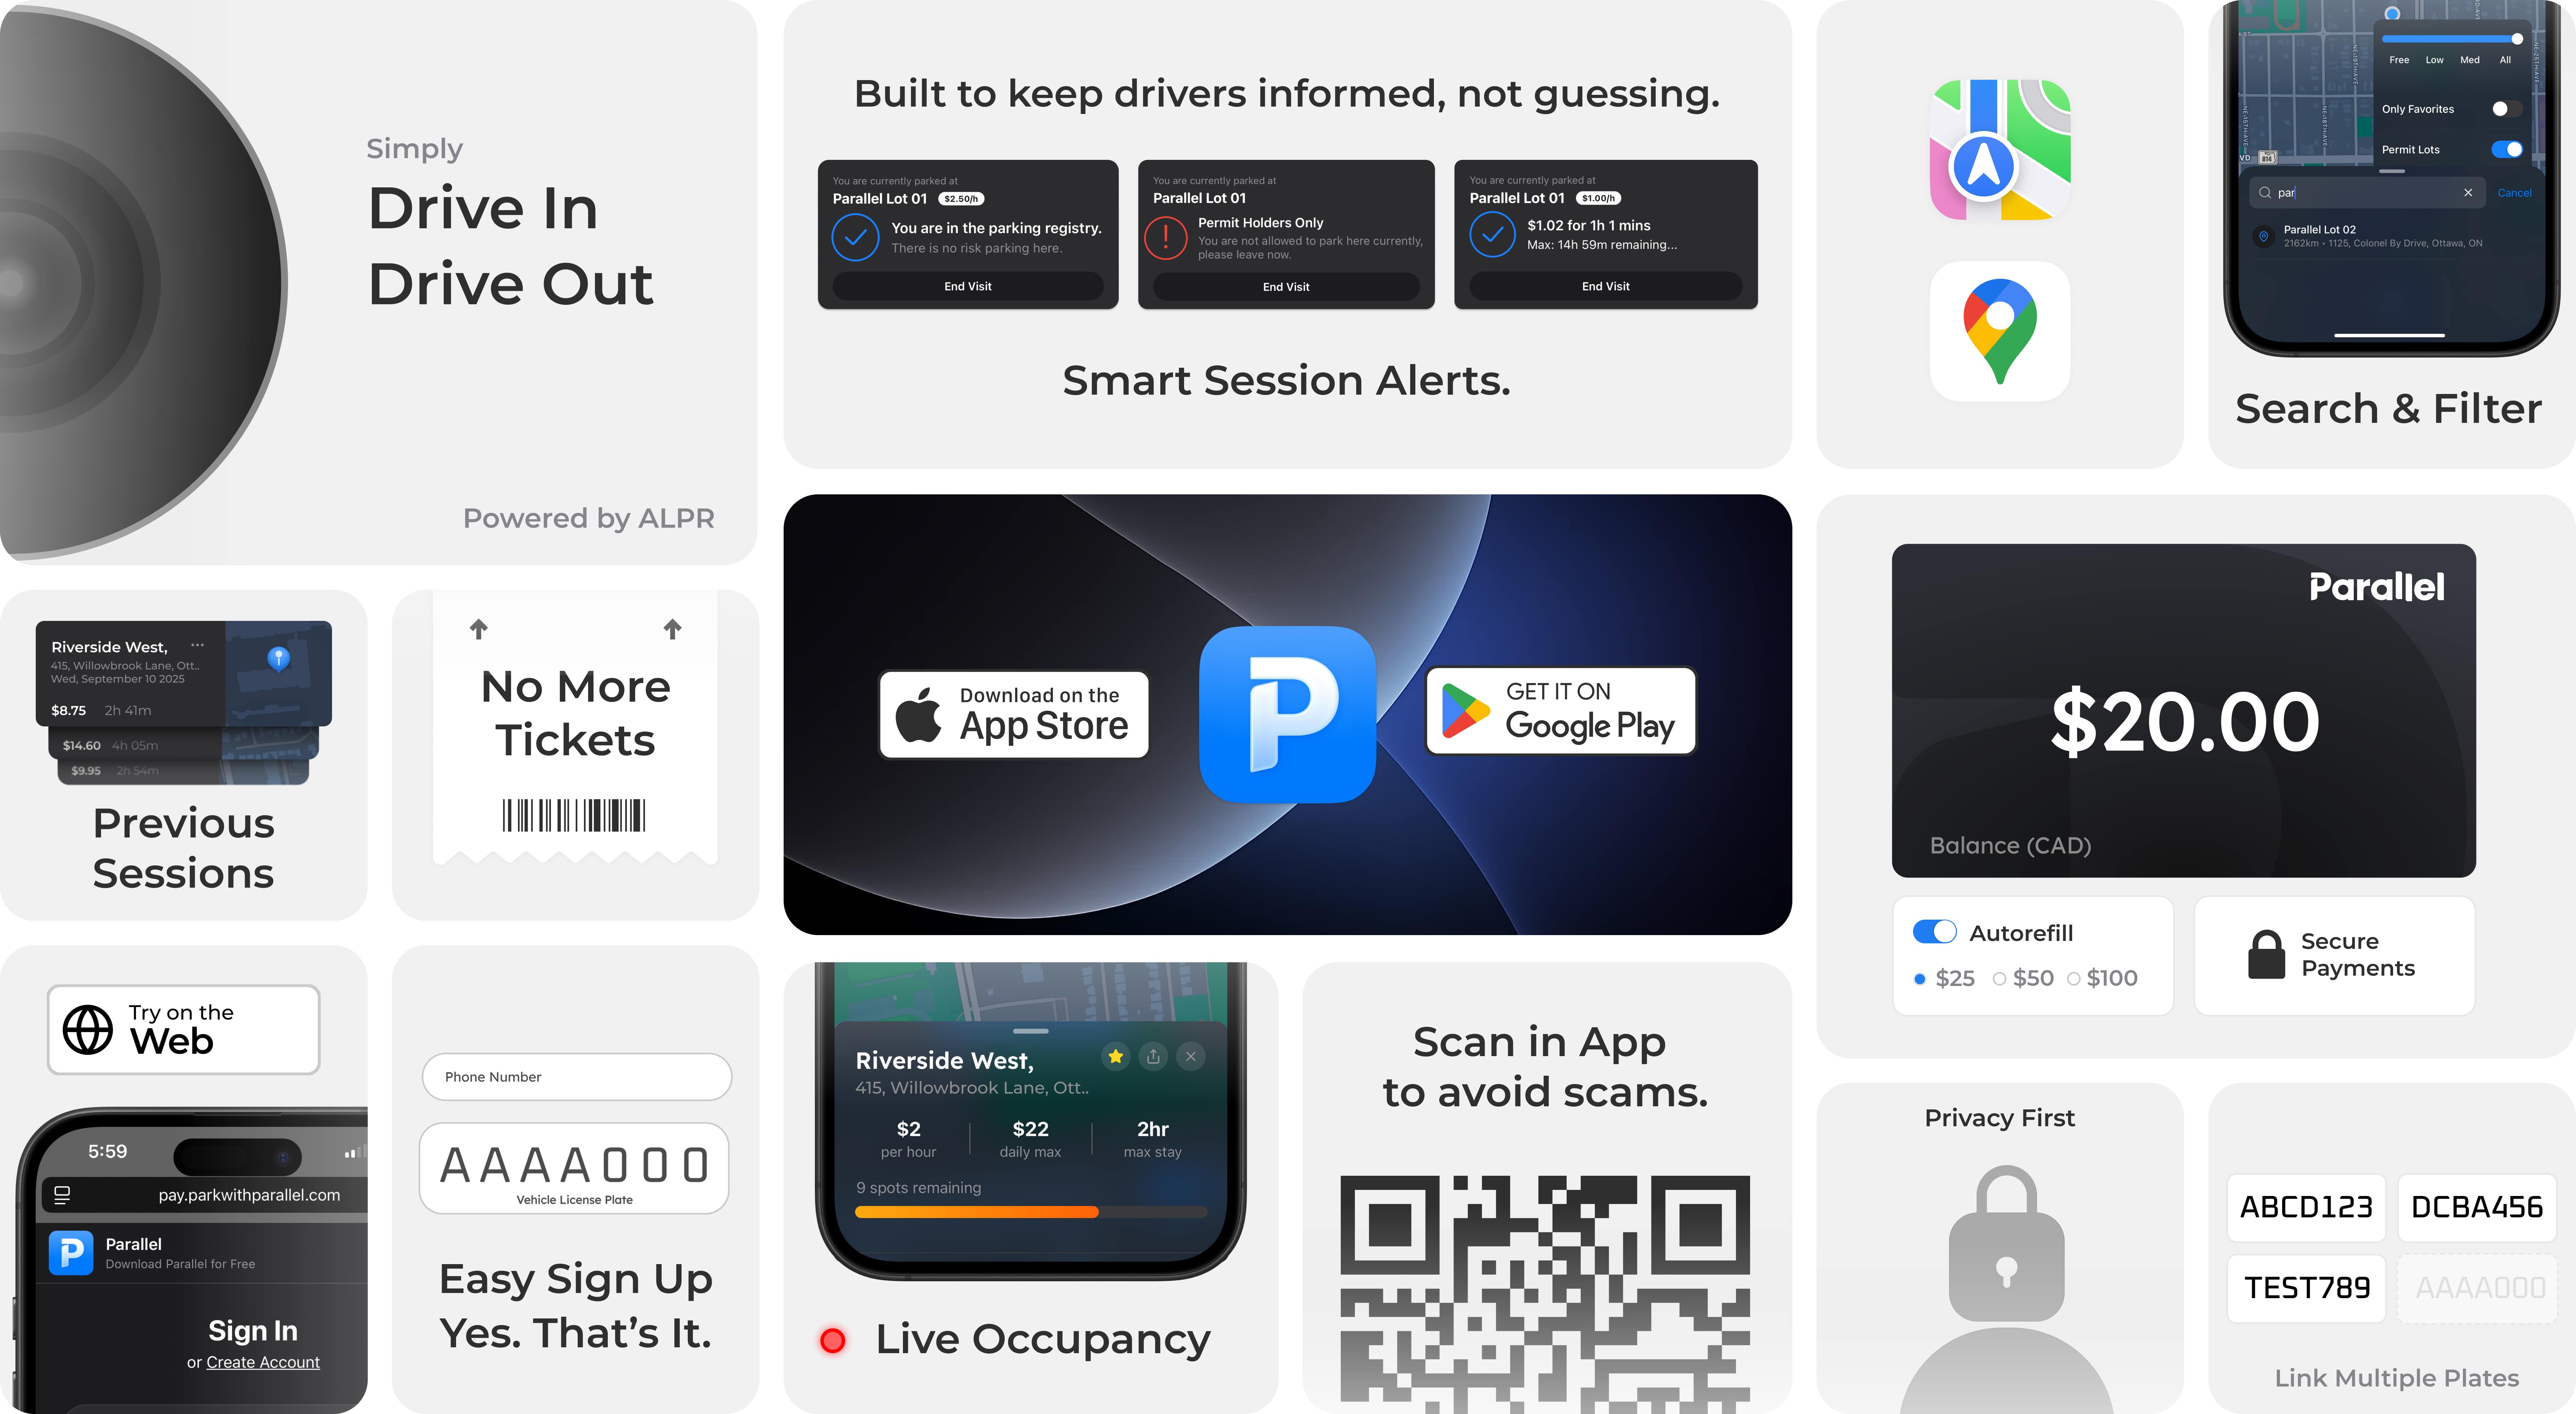 Simply
Drive In
Drive Out
Powered by ALPR
Built to keep drivers informed, not guessing.
You are currently parked at
Parallel Lot 01 $2.50/h
You are in the parking registry.
There is no risk parking here.
End Visit
You are currently parked at
Parallel Lot 01
Permit Holders Only
You are not allowed to park here currently,
please leave now.
End Visit
You are currently parked at
Parallel Lot 01 $1.00/h
$1.02 for 1h 1 mins
Max: 14h 59m remaining...
End Visit
Smart Session Alerts.
Free Low Med All
Only Favorites
Permit Lots
par
Cancel
Parallel Lot 02
2162km • 1125, Colonel By Drive, Ottawa, ON
Search & Filter
Riverside West,
415, Willowbrook Lane, Ott..
Wed, September 10 2025
$8.75 2h 41m
$14.60 4h 05m
$9.95 2h 54m
Previous
Sessions
No More
Tickets
Download on the
App Store
P
GET IT ON
Google Play
Parallel
$20.00
Balance (CAD)
Autorefill
$25 $50 $100
Secure
Payments
Try on the
Web
5:59
pay.parkwithparallel.com
P
Parallel
Download Parallel for Free
Sign In
or Create Account
Phone Number
AAAA000
Vehicle License Plate
Easy Sign Up
Yes. That’s It.
Riverside West,
415, Willowbrook Lane, Ott..
$2 $22 2hr
per hour daily max max stay
9 spots remaining
Live Occupancy
Scan in App
to avoid scams.
Privacy First
ABCD123 DCBA456
TEST789 AAAA000
Link Multiple Plates